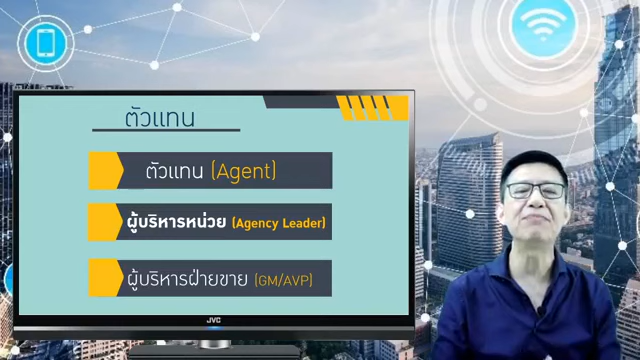 ตัวแทน
ตัวแทน (Agent)
ผู้บริหารหน่วย (Agency Leader)
ผู้บริหารฝ่ายขาย (GM/AVP)
JVC